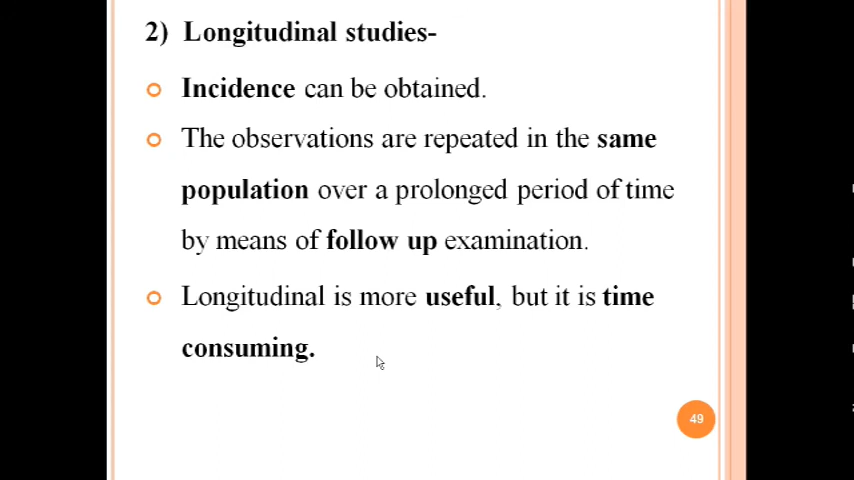 2) Longitudinal studies-
Incidence can be obtained.
The observations are repeated in the same
population over a prolonged period of time
by means of follow up examination.
Longitudinal is more useful, but it is time
consuming.
49